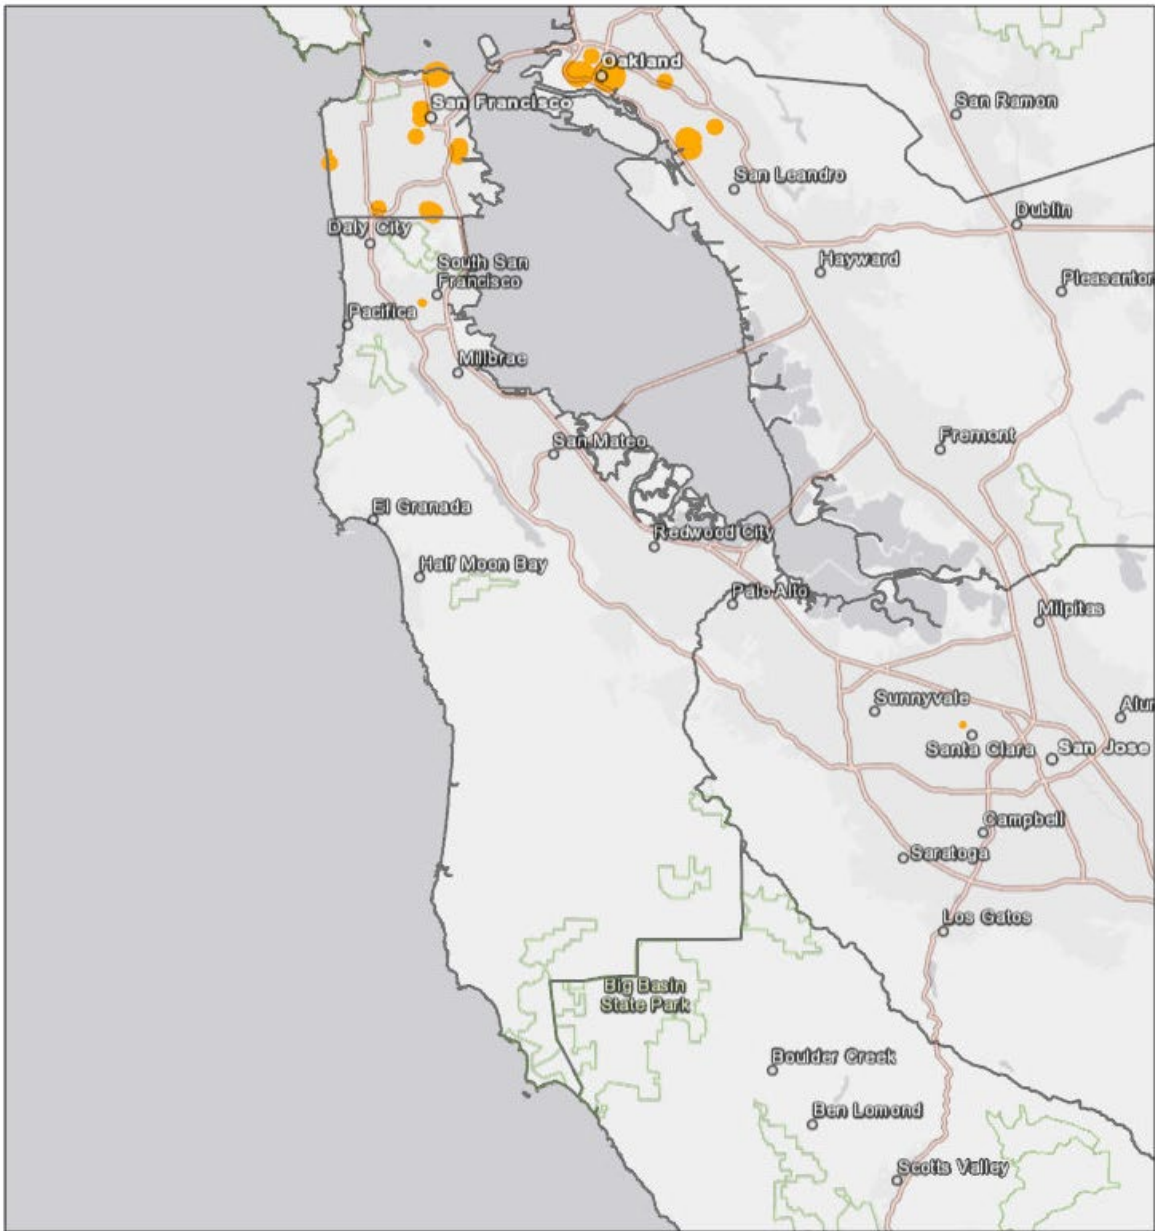 Oakland
San Ramon
San Francisco
San Leandro
Dublin
Daly City
South San
Francisco
Hayward
Pleasanton
Pacifica
Millbrae
San Mateo
Fremont
El Granada
Redwood City
Half Moon Bay
Palo Alto
Milpitas
Sunnyvale
Alum
Santa Clara
San Jose
Campbell
Saratoga
Los Gatos
Big Basin
State Park
Boulder Creek
Ben Lomond
Scotts Valley